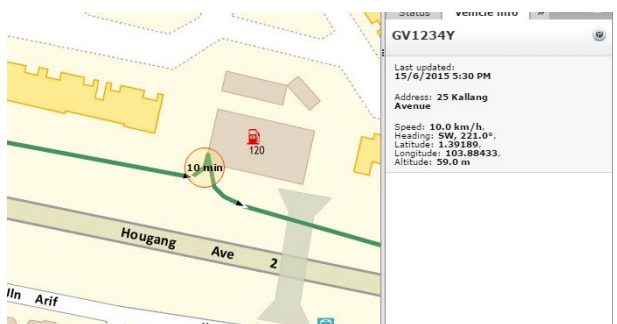 Status Vehicle Info »
GV1234Y
Last updated:
15/6/2015 5:30 PM
Address: 25 Kallang
Avenue
Speed: 10.0 km/h,
Heading: SW, 221.0°,
Latitude: 1.39189,
Longitude: 103.88433,
Altitude: 59.0 m
120
10 min
Hougang Ave 2
Jln Arif